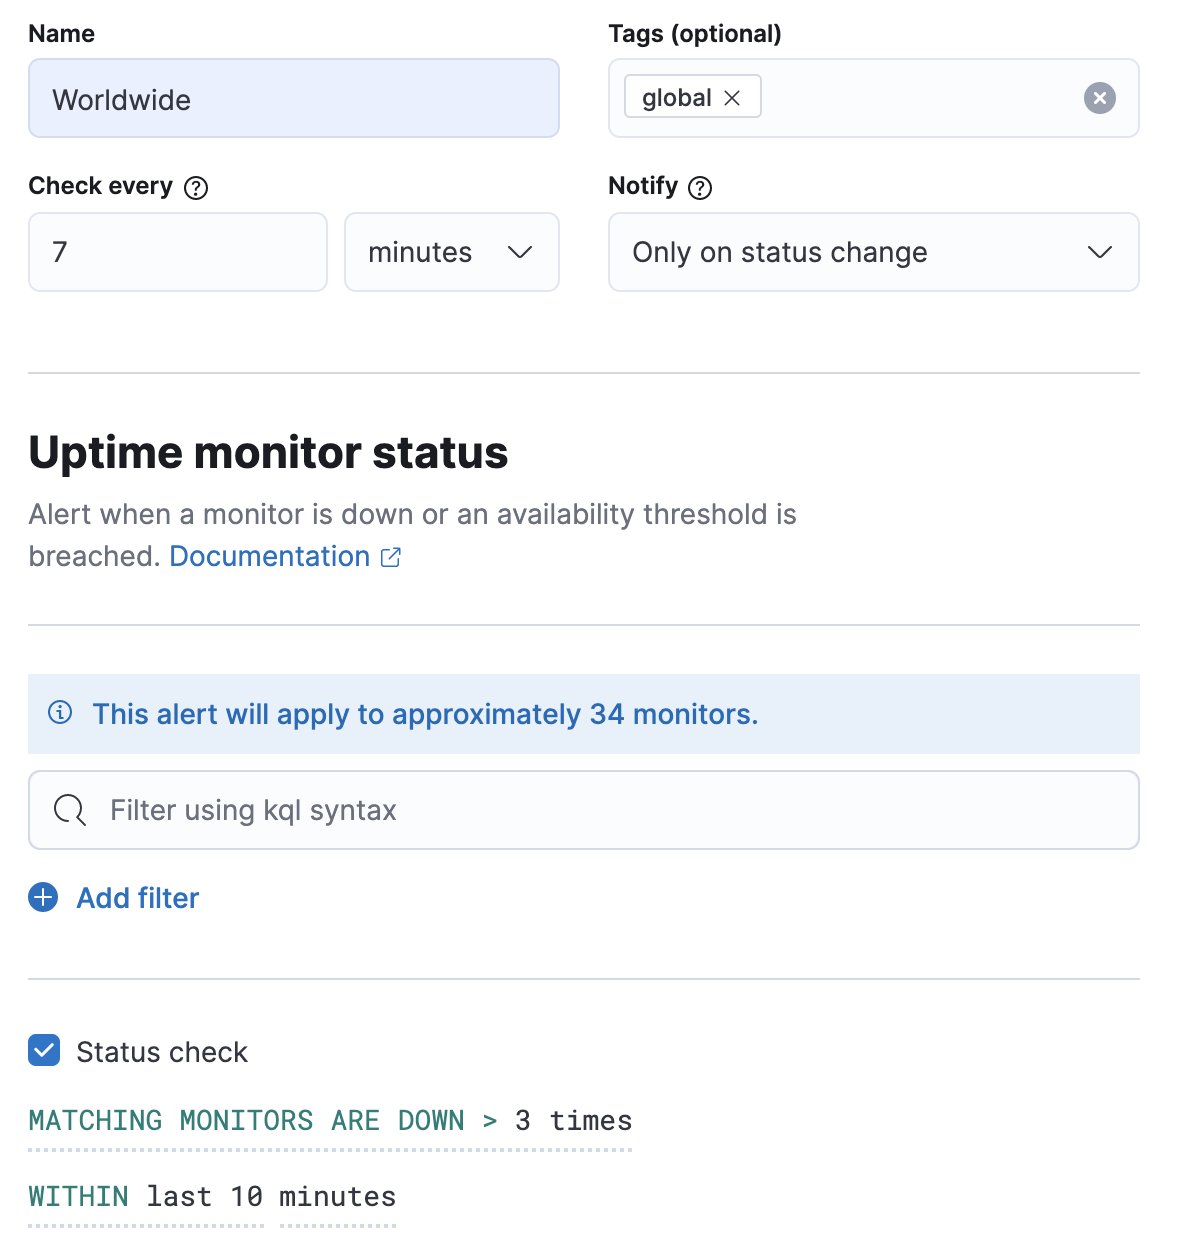 Name
Tags (optional)
Worldwide
global
Check every
Notify
7
minutes
Only on status change
Uptime monitor status
Alert when a monitor is down or an availability threshold is
breached. Documentation
This alert will apply to approximately 34 monitors.
Filter using kql syntax
Add filter
Status check
MATCHING MONITORS ARE DOWN > 3 times
WITHIN last 10 minutes